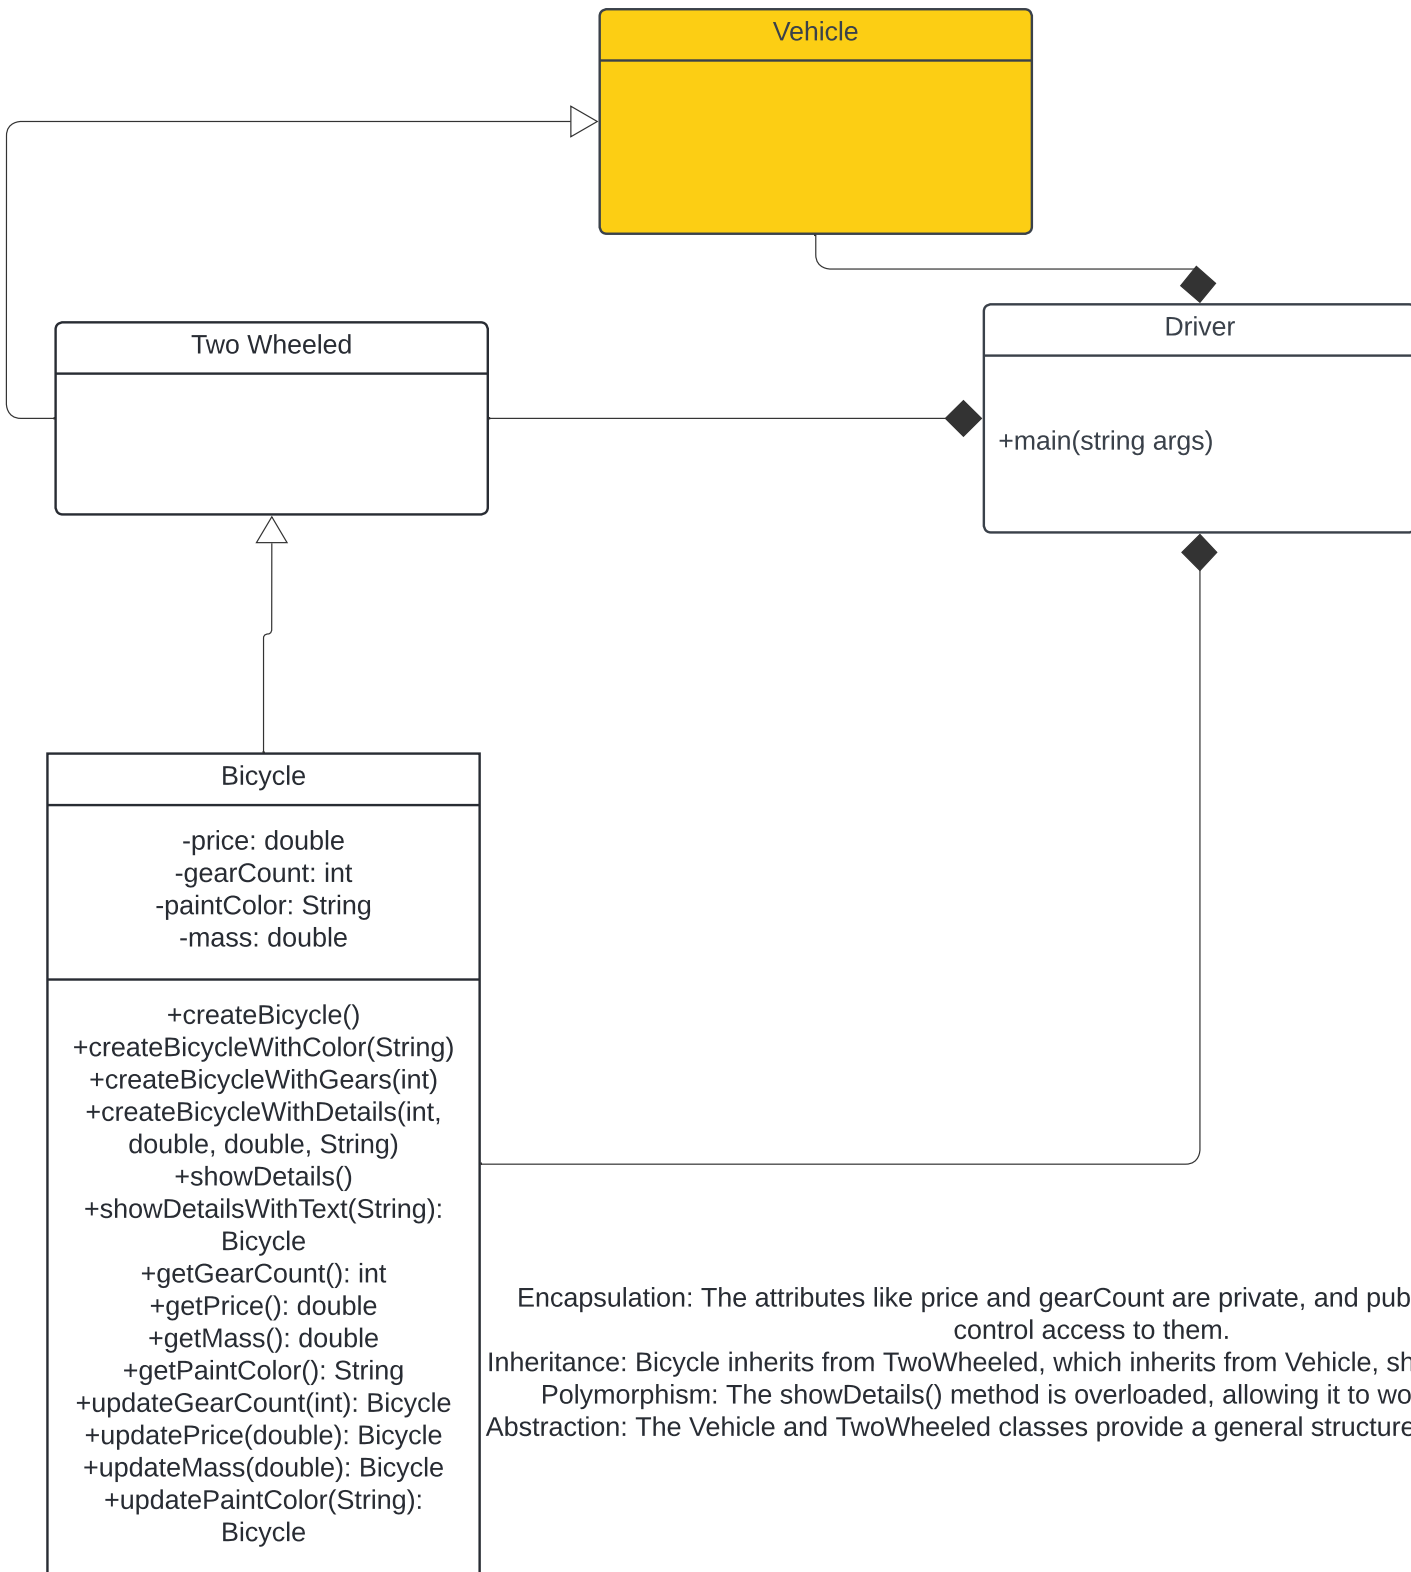 Vehicle
Two Wheeled
Driver
+main(string args)
Bicycle
-price: double
-gearCount: int
-paintColor: String
-mass: double
+createBicycle()
+createBicycleWithColor(String)
+createBicycleWithGears(int)
+createBicycleWithDetails(int,
double, double, String)
+showDetails()
+showDetailsWithText(String):
Bicycle
+getGearCount(): int
+getPrice(): double
+getMass(): double
+getPaintColor(): String
+updateGearCount(int): Bicycle
+updatePrice(double): Bicycle
+updateMass(double): Bicycle
+updatePaintColor(String):
Bicycle
Encapsulation: The attributes like price and gearCount are private, and pub
control access to them.
Inheritance: Bicycle inherits from TwoWheeled, which inherits from Vehicle, sh
Polymorphism: The showDetails() method is overloaded, allowing it to wo
Abstraction: The Vehicle and TwoWheeled classes provide a general structure